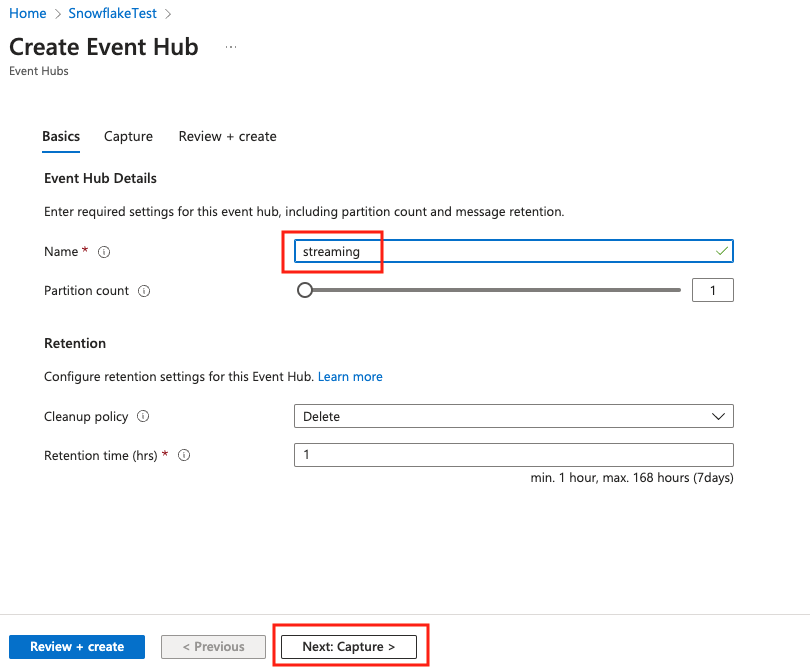 Home > SnowflakeTest >
Create Event Hub ...
Event Hubs
Basics Capture Review + create
Event Hub Details
Enter required settings for this event hub, including partition count and message retention.
Name * streaming
Partition count 1
Retention
Configure retention settings for this Event Hub. Learn more
Cleanup policy Delete
Retention time (hrs) * 1
min. 1 hour, max. 168 hours (7days)
Review + create < Previous Next: Capture >